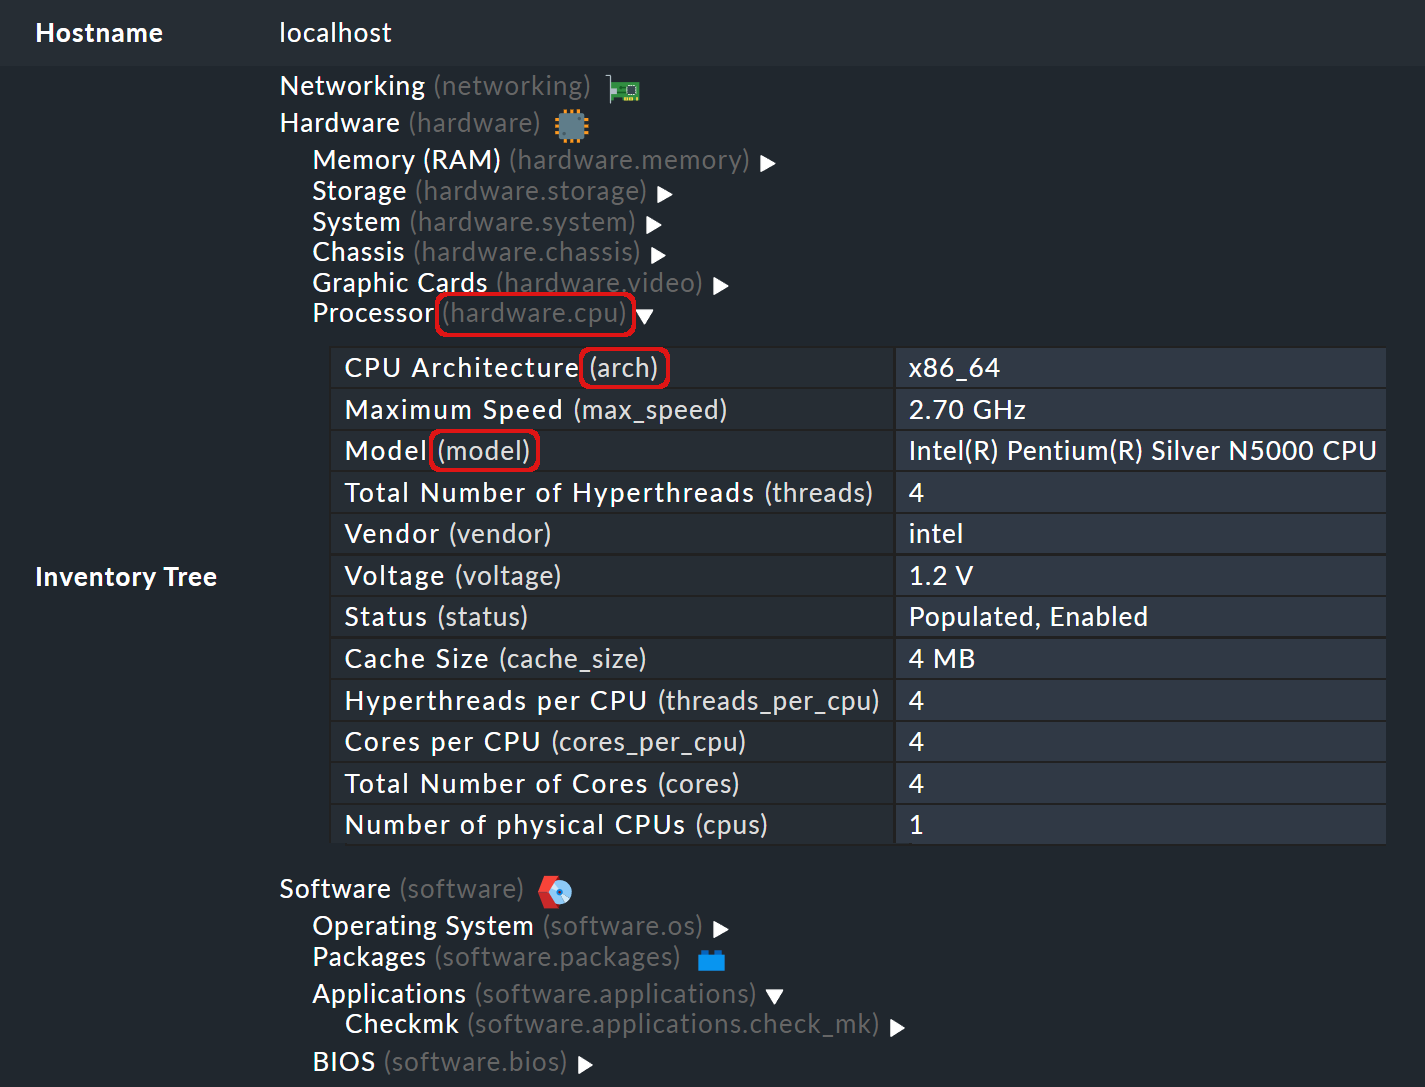 Hostname localhost
Networking (networking)
Hardware (hardware)
Memory (RAM) (hardware.memory)
Storage (hardware.storage)
System (hardware.system)
Chassis (hardware.chassis)
Graphic Cards (hardware.video)
Processor (hardware.cpu)
CPU Architecture (arch) x86_64
Maximum Speed (max_speed) 2.70 GHz
Model (model) Intel(R) Pentium(R) Silver N5000 CPU
Total Number of Hyperthreads (threads) 4
Vendor (vendor) intel
Inventory Tree
Voltage (voltage) 1.2 V
Status (status) Populated, Enabled
Cache Size (cache_size) 4 MB
Hyperthreads per CPU (threads_per_cpu) 4
Cores per CPU (cores_per_cpu) 4
Total Number of Cores (cores) 4
Number of physical CPUs (cpus) 1
Software (software)
Operating System (software.os)
Packages (software.packages)
Applications (software.applications)
Checkmk (software.applications.check_mk)
BIOS (software.bios)